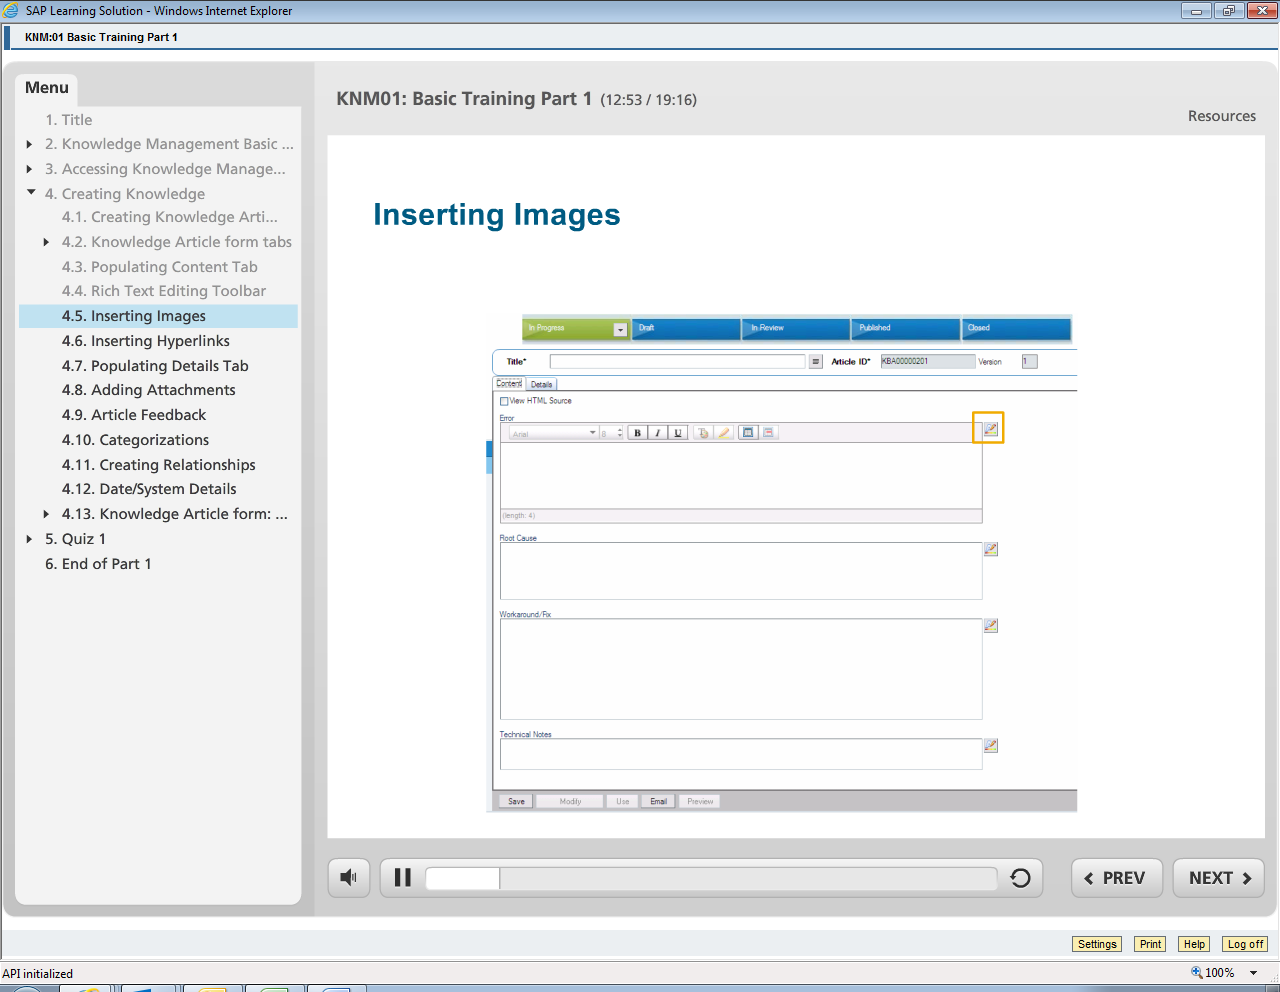 SAP Learning Solution - Windows Internet Explorer
KNM:01 Basic Training Part 1
Menu
1. Title
2. Knowledge Management Basic ...
3. Accessing Knowledge Manage...
4. Creating Knowledge
4.1. Creating Knowledge Arti...
4.2. Knowledge Article form tabs
4.3. Populating Content Tab
4.4. Rich Text Editing Toolbar
4.5. Inserting Images
4.6. Inserting Hyperlinks
4.7. Populating Details Tab
4.8. Adding Attachments
4.9. Article Feedback
4.10. Categorizations
4.11. Creating Relationships
4.12. Date/System Details
4.13. Knowledge Article form: ...
5. Quiz 1
6. End of Part 1
KNM01: Basic Training Part 1 (12:53 / 19:16)
Resources
Inserting Images
In Progress Draft In Review Published Closed
Title* Article ID* KBA00000201 Version 1
Content Details
View HTML Source
Error
Arial 8 B I U
(length: 4)
Root Cause
Workaround/Fix
Technical Notes
Save Modify Use Email Preview
PREV NEXT
Settings Print Help Log off
API initialized
100%